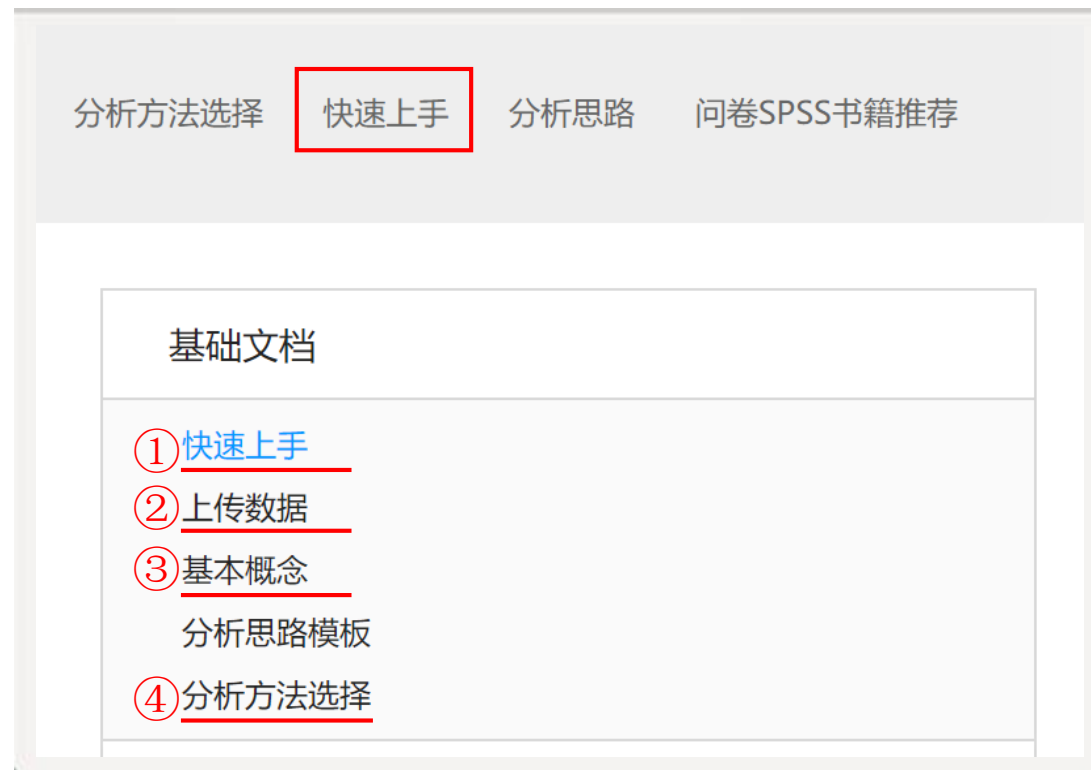 分析方法选择 快速上手 分析思路 问卷SPSS书籍推荐
基础文档
①快速上手
②上传数据
③基本概念
分析思路模板
④分析方法选择